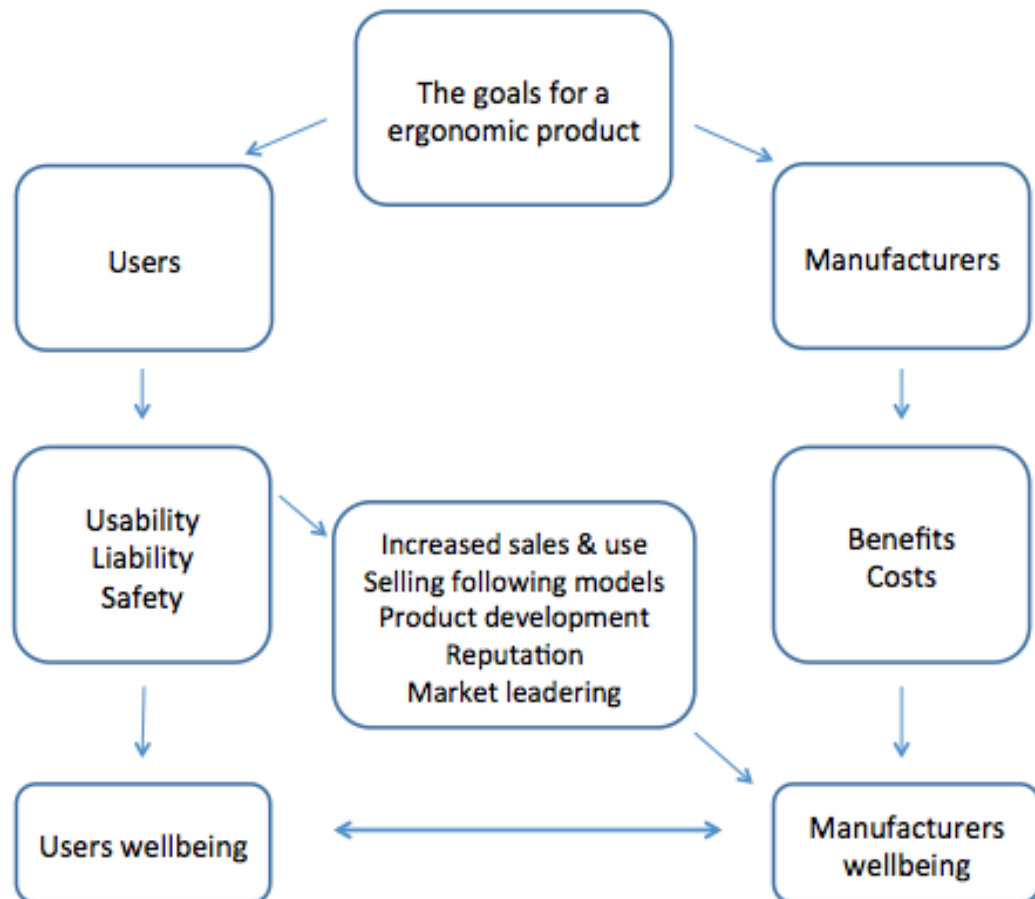 The goals for a
ergonomic product
Users
Manufacturers
Usability
Liability
Safety
Increased sales & use
Selling following models
Product development
Reputation
Market leadering
Benefits
Costs
Users wellbeing
Manufacturers
wellbeing